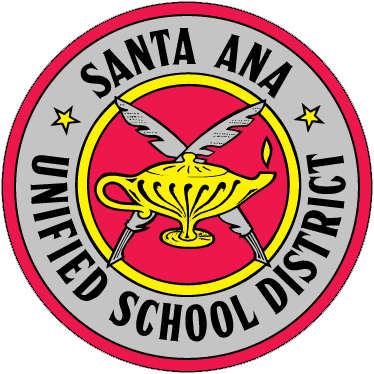 SANTA ANA
UNIFIED SCHOOL DISTRICT